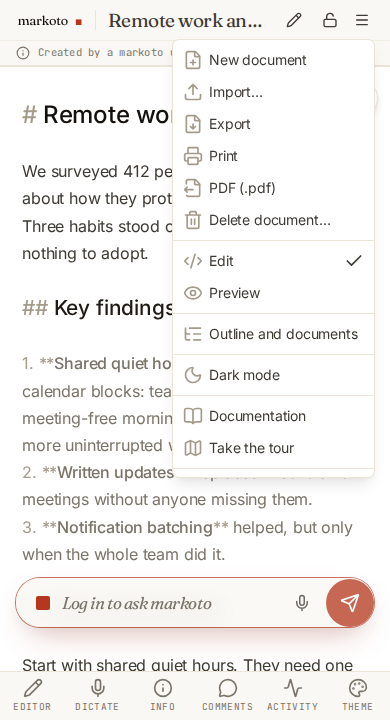 markoto
Remote work an…
Created by a markoto
New document
Import…
Export
Print
PDF (.pdf)
Delete document…
Edit
Preview
Outline and documents
Dark mode
Documentation
Take the tour
# Remote wo
We surveyed 412 pe
about how they prot
Three habits stood o
nothing to adopt.
## Key findings
1. **Shared quiet ho
calendar blocks: tea
meeting-free mornin
more uninterrupted w
2. **Written updates
meetings without anyone missing them.
3. **Notification batching** helped, but only
when the whole team did it.
Log in to ask markoto
Start with shared quiet hours. They need one
EDITOR
DICTATE
INFO
COMMENTS
ACTIVITY
THEME